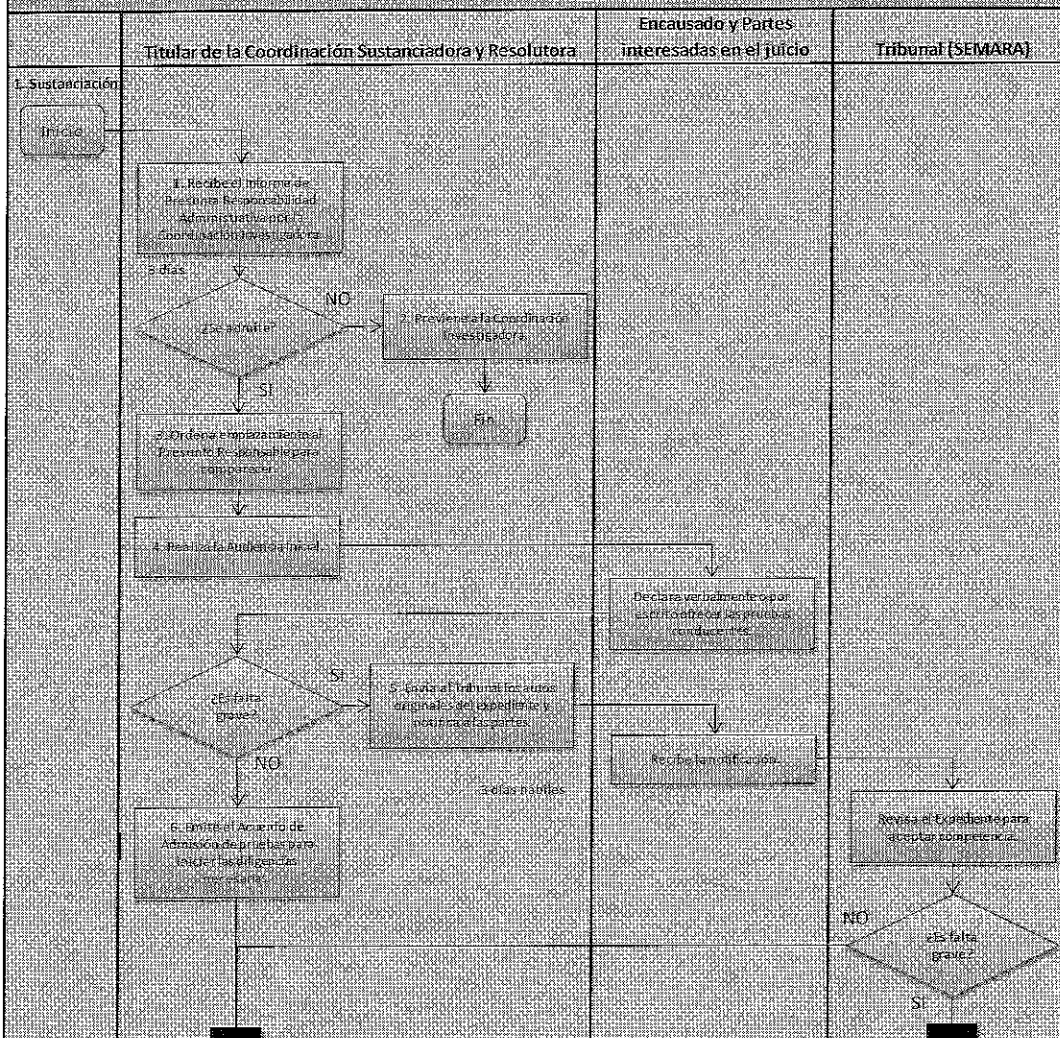 Titular de la Coordinación Sustanciadora y Resolutora
Encausado y Partes
interesadas en el juicio
Tribunal (SEMARA)
1. Sustanciación
Inicio
1. Recibe el Informe de
Presunta Responsabilidad
Administrativa por la
Coordinación Investigadora.
3 días
¿Se admite?
NO
2. Previene a la Coordinación
Investigadora.
SI
Fin
3. Ordena emplazamiento al
Presunto Responsable para
comparecer.
4. Realiza la Audiencia Inicial.
Declara verbalmente o por
escrito ofrecer las pruebas
conducentes.
¿Es falta
grave?
SI
5. Envía al Tribunal los autos
originales del expediente y
notifica a las partes.
NO
Recibe la notificación.
3 días hábiles
6. Emite el Acuerdo de
Admisión de pruebas para
iniciar las diligencias
necesarias.
Revisa el Expediente para
aceptar competencia.
NO
¿Es falta
grave?
SI